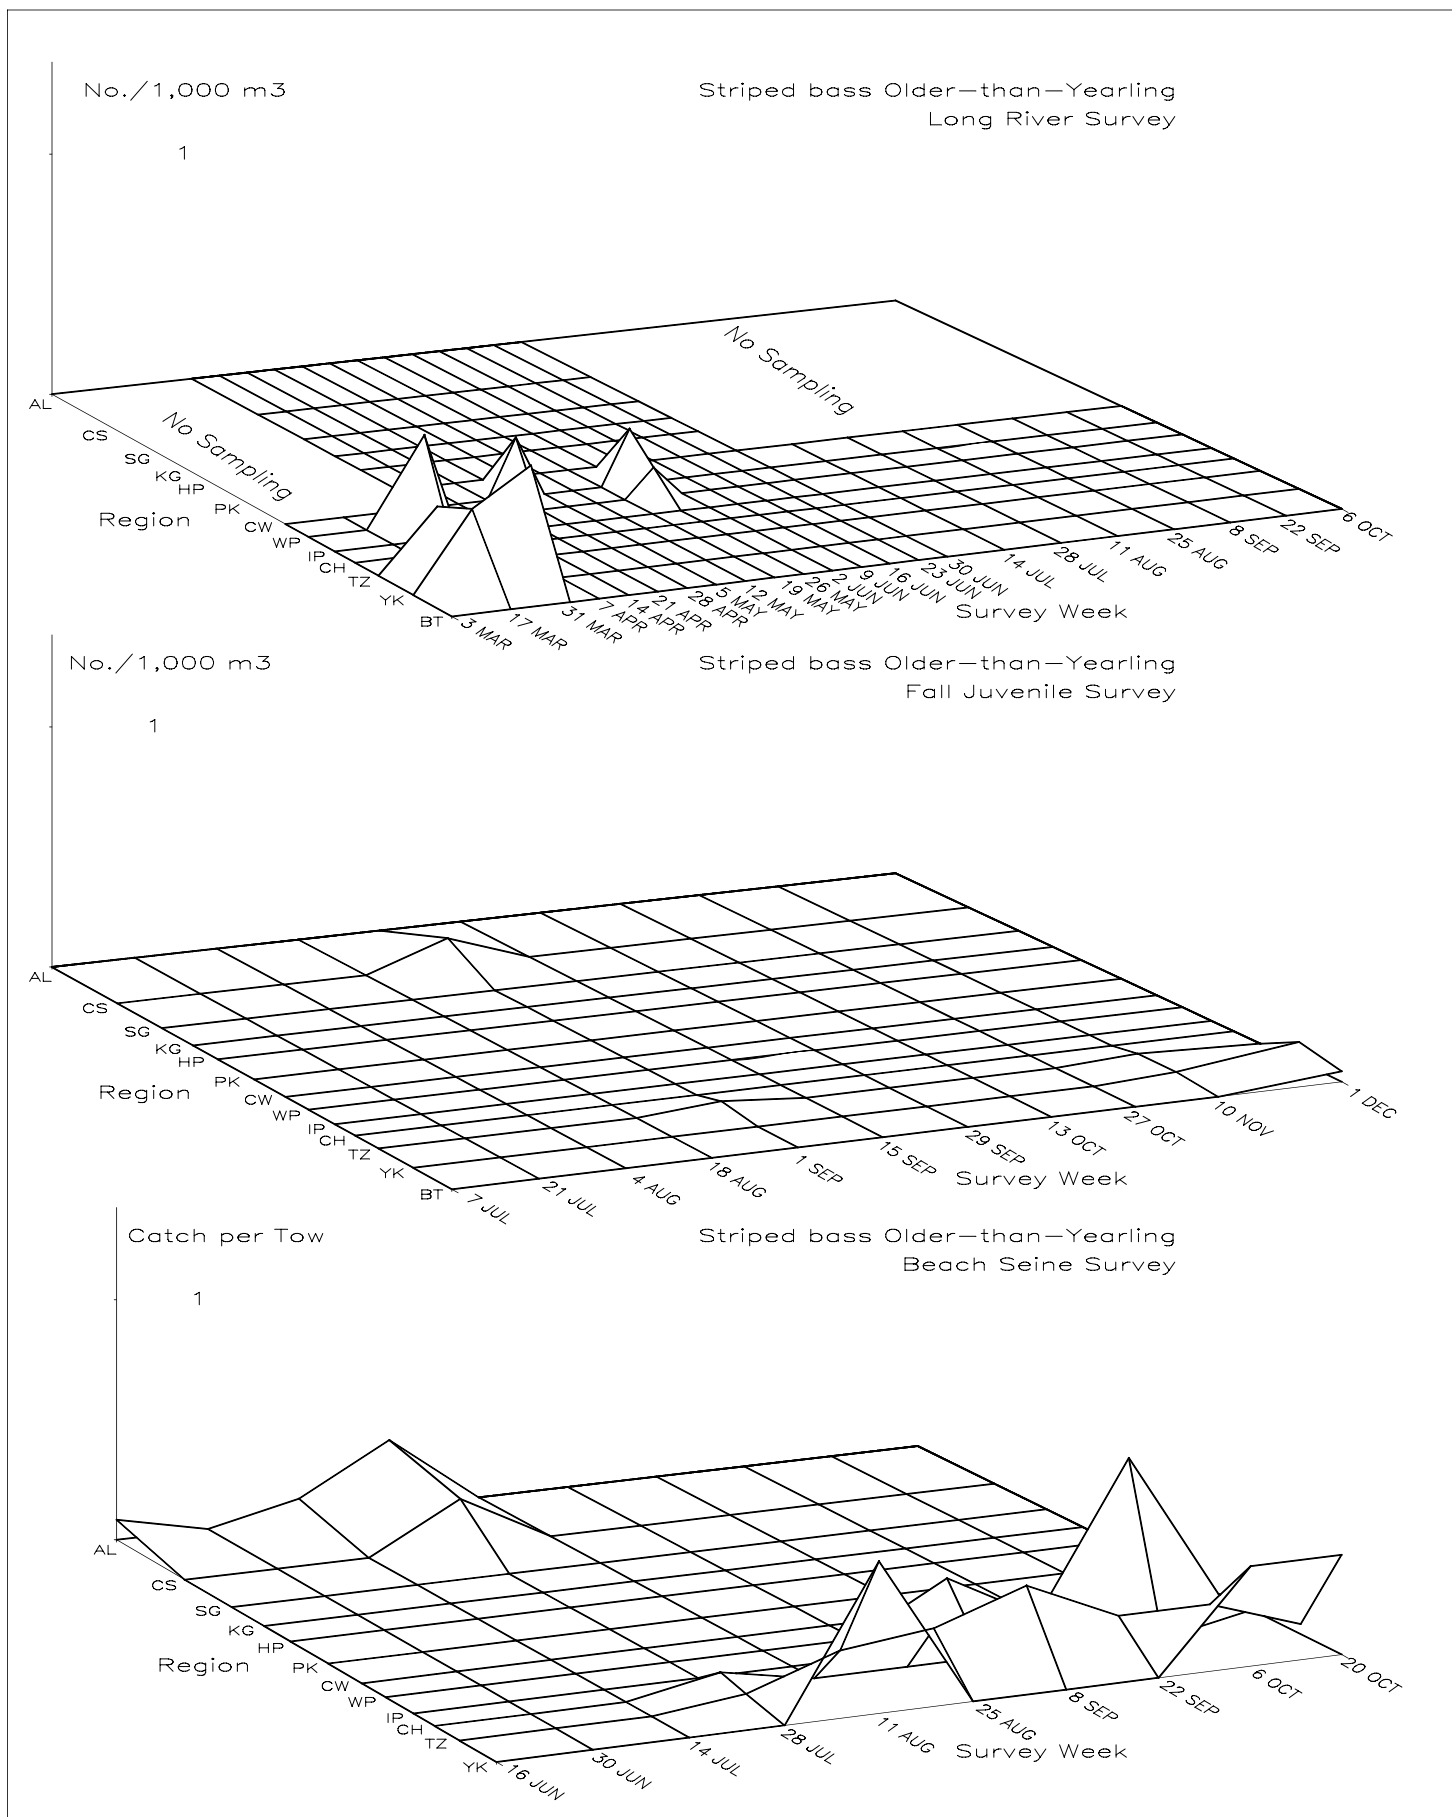 No./1,000 m3
Striped bass Older—than—Yearling
Long River Survey
1
No Sampling
AL
CS
SG
KG
HP
PK
CW
WP
IP
CH
TZ
YK
BT
No Sampling
Region
3 MAR
17 MAR
31 MAR
7 APR
14 APR
21 APR
28 APR
5 MAY
12 MAY
19 MAY
26 MAY
2 JUN
9 JUN
16 JUN
23 JUN
30 JUN
14 JUL
28 JUL
11 AUG
25 AUG
8 SEP
22 SEP
6 OCT
Survey Week
No./1,000 m3
Striped bass Older—than—Yearling
Fall Juvenile Survey
1
AL
CS
SG
KG
HP
PK
CW
WP
IP
CH
TZ
YK
BT
Region
7 JUL
21 JUL
4 AUG
18 AUG
1 SEP
15 SEP
29 SEP
13 OCT
27 OCT
10 NOV
1 DEC
Survey Week
Catch per Tow
Striped bass Older—than—Yearling
Beach Seine Survey
1
AL
CS
SG
KG
HP
PK
CW
WP
IP
CH
TZ
YK
Region
16 JUN
30 JUN
14 JUL
28 JUL
11 AUG
25 AUG
8 SEP
22 SEP
6 OCT
20 OCT
Survey Week